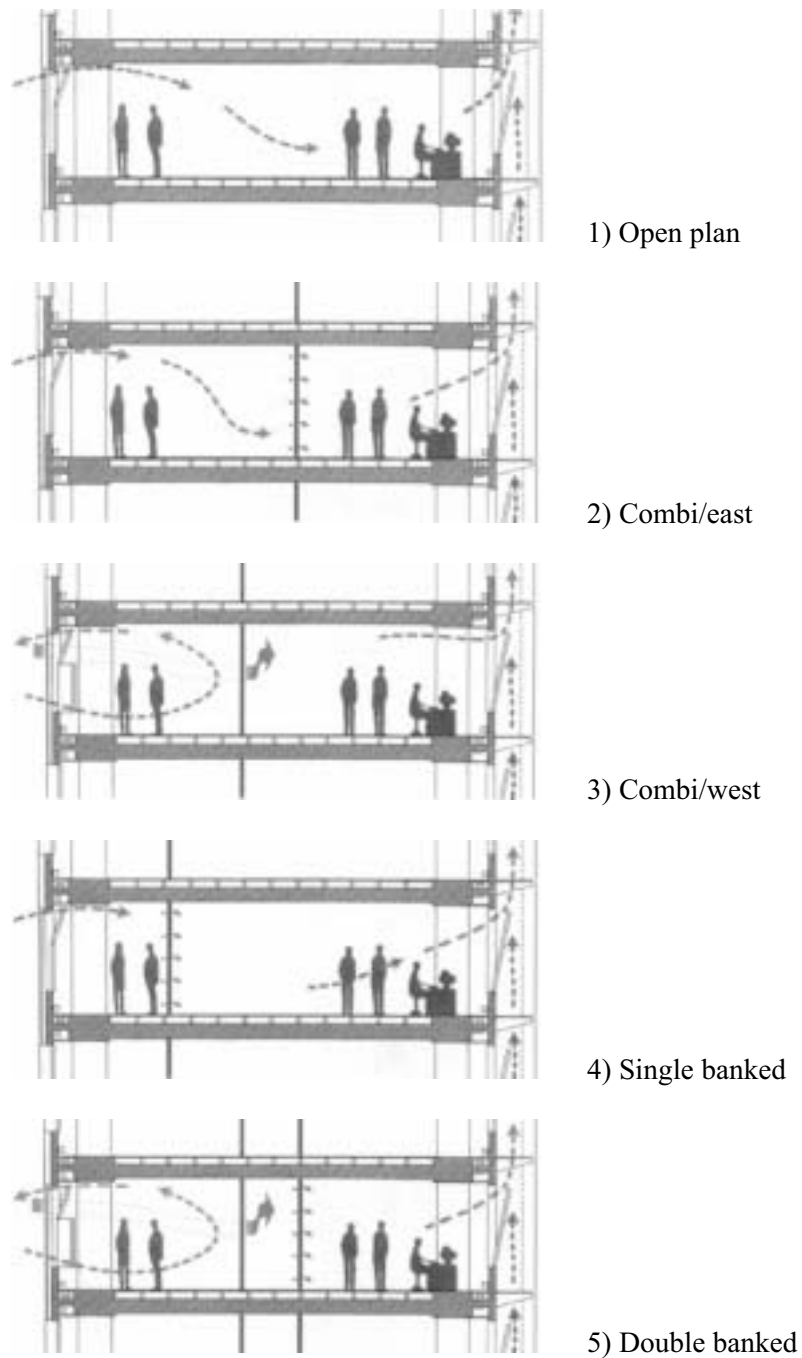 1) Open plan
2) Combi/east
3) Combi/west
4) Single banked
5) Double banked